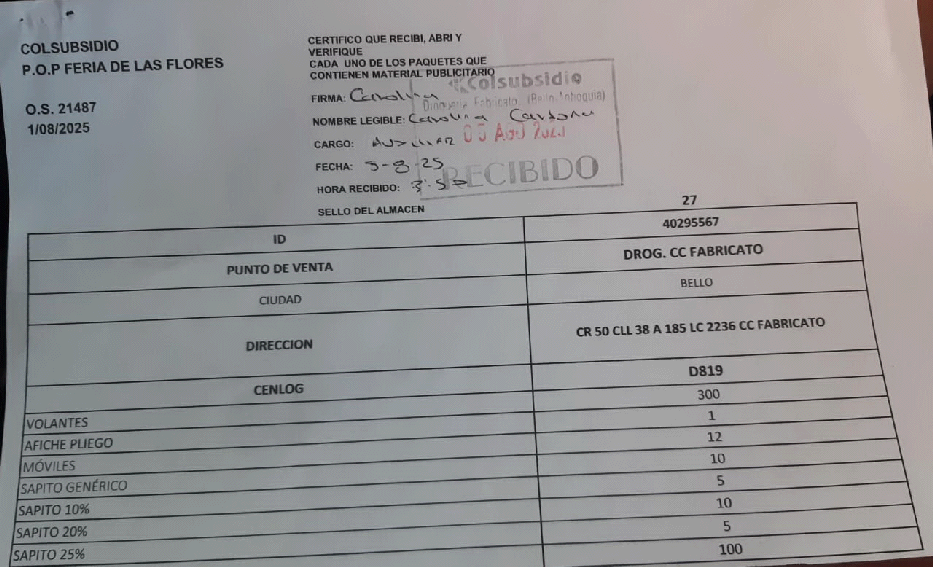 COLSUBSIDIO
P.O.P FERIA DE LAS FLORES
O.S. 21487
1/08/2025
CERTIFICO QUE RECIBI, ABRI Y
VERIFIQUE
CADA UNO DE LOS PAQUETES QUE
CONTIENEN MATERIAL PUBLICITARIO
Colsubsidio
FIRMA: Carolina
NOMBRE LEGIBLE: Carolina Cardona
CARGO: Auxiliar
FECHA: 5-8-25
RECIBIDO
HORA RECIBIDO:
SELLO DEL ALMACEN
27
ID 40295567
PUNTO DE VENTA DROG. CC FABRICATO
CIUDAD BELLO
DIRECCION CR 50 CLL 38 A 185 LC 2236 CC FABRICATO
CENLOG D819
VOLANTES 300
AFICHE PLIEGO 1
MÓVILES 12
SAPITO GENÉRICO 10
SAPITO 10% 5
SAPITO 20% 10
SAPITO 25% 5
100